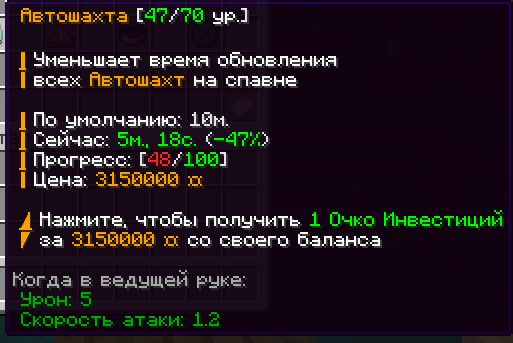 Автошахта [47/70 ур.]
Уменьшает время обновления
всех Автошахт на спавне
По умолчанию: 10м.
Сейчас: 5м., 18с. (-47%)
Прогресс: [48/100]
Цена: 3150000 ¤
Нажмите, чтобы получить 1 Очко Инвестиций
за 3150000 ¤ со своего баланса
Когда в ведущей руке:
Урон: 5
Скорость атаки: 1.2